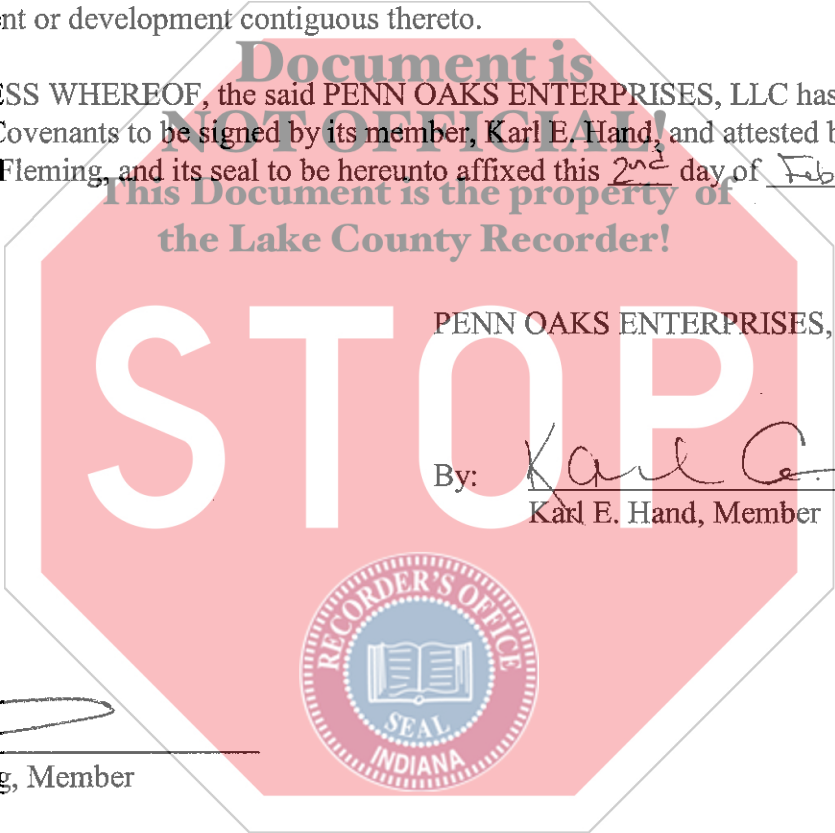 nt or development contiguous thereto.
Document is
ESS WHEREOF, the said PENN OAKS ENTERPRISES, LLC has
NOT OFFICIAL!
Covenants to be signed by its member, Karl E. Hand, and attested b
Fleming, and its seal to be hereunto affixed this 2nd day of Feb
This Document is the property of
the Lake County Recorder!
STOP
PENN OAKS ENTERPRISES,
By: Karl E.
Karl E. Hand, Member
RECORDER'S OFFICE
SEAL
INDIANA
g, Member